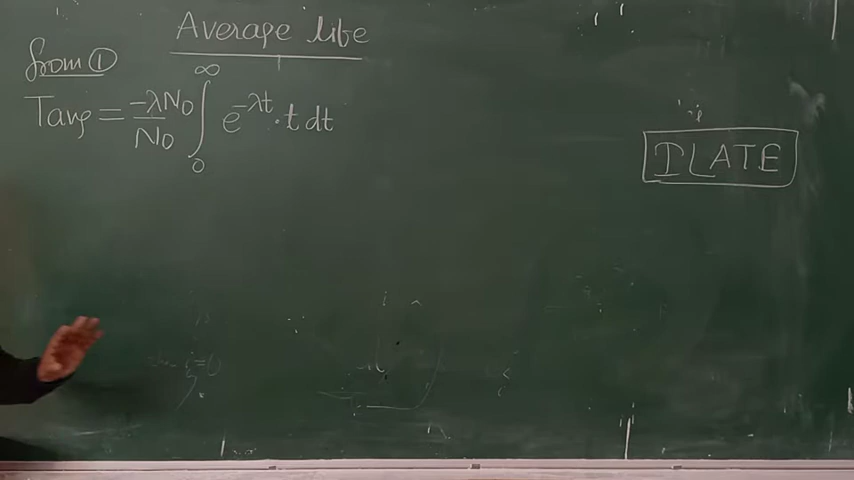 Average life
from ①
Tavg = -λN₀/N₀ ∫₀^∞ e^-λt · t dt
ILATE